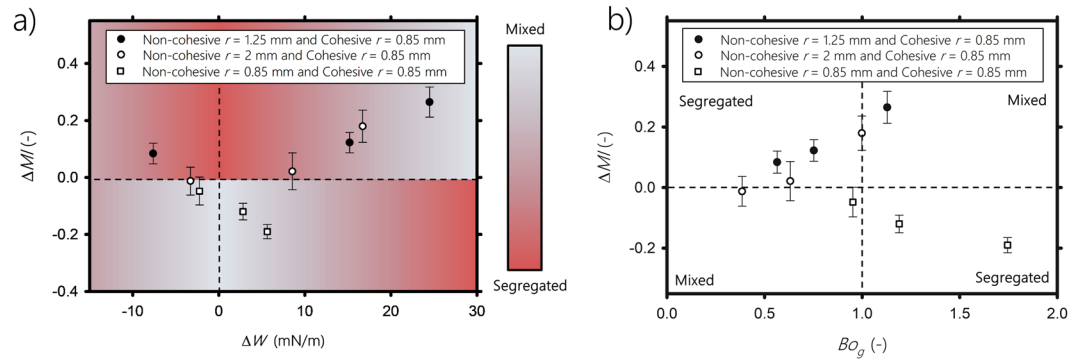 a)
Non-cohesive r = 1.25 mm and Cohesive r = 0.85 mm
Non-cohesive r = 2 mm and Cohesive r = 0.85 mm
Non-cohesive r = 0.85 mm and Cohesive r = 0.85 mm
0.4
0.2
0.0
-0.2
-0.4
ΔMI (-)
-10
0
10
20
30
ΔW (mN/m)
Mixed
Segregated
b)
Non-cohesive r = 1.25 mm and Cohesive r = 0.85 mm
Non-cohesive r = 2 mm and Cohesive r = 0.85 mm
Non-cohesive r = 0.85 mm and Cohesive r = 0.85 mm
Segregated
Mixed
Mixed
Segregated
0.4
0.2
0.0
-0.2
ΔMI (-)
0.0
0.5
1.0
1.5
2.0
Bog (-)